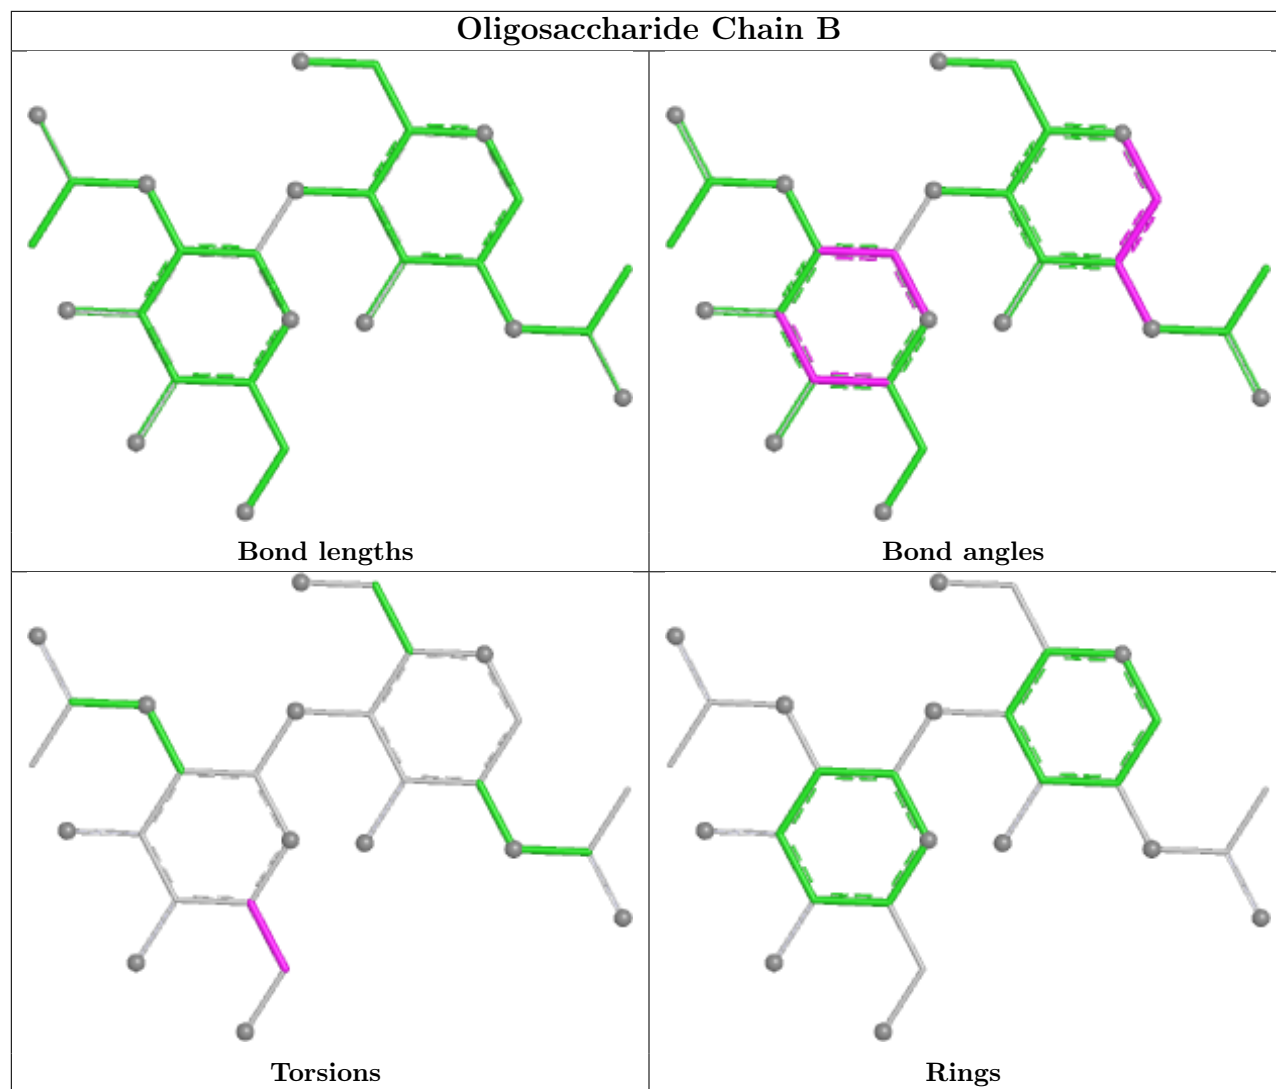 Oligosaccharide Chain B
Bond lengths
Bond angles
Torsions
Rings